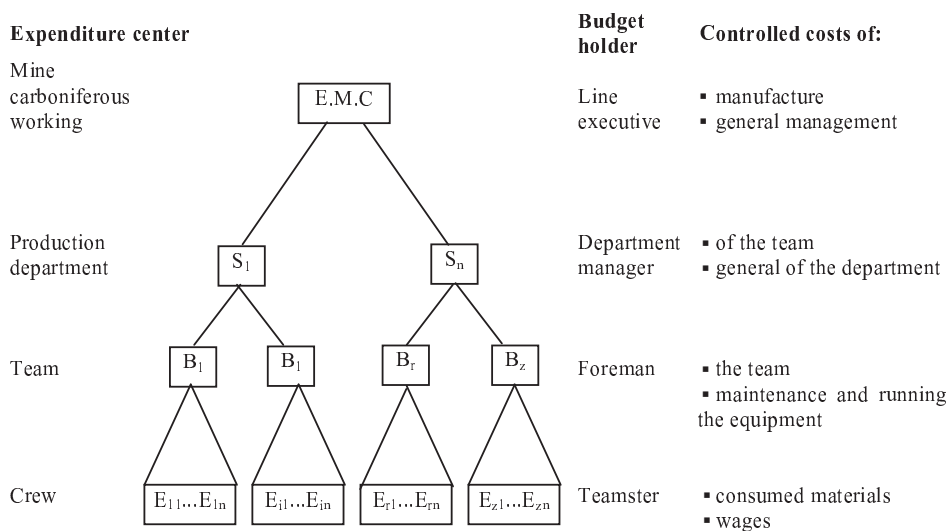 Expenditure center
Budget holder
Controlled costs of:
Mine carboniferous working
E.M.C
Line executive
▪ manufacture
▪ general management
Production department
S1
Sn
Department manager
▪ of the team
▪ general of the department
Team
B1
B1
Br
Bz
Foreman
▪ the team
▪ maintenance and running the equipment
Crew
E11...E1n
Ei1...Ein
Er1...Ern
Ez1...Ezn
Teamster
▪ consumed materials
▪ wages